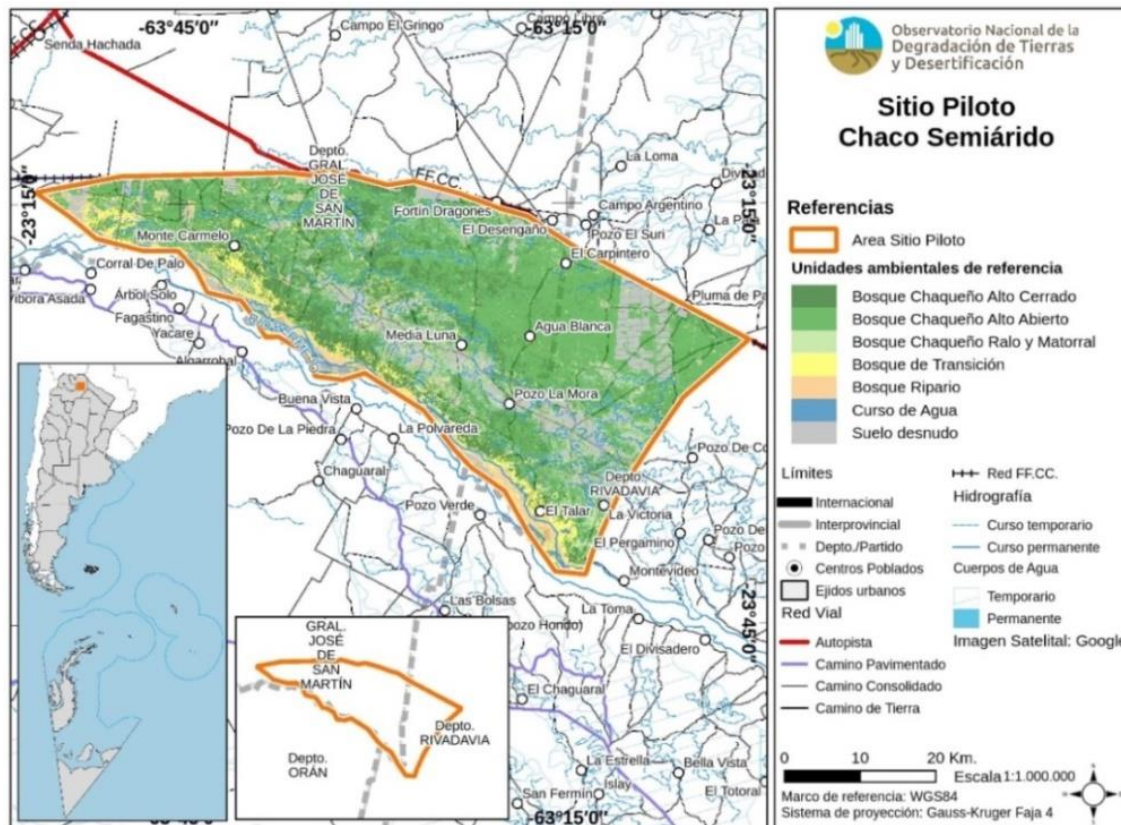 -63°45'0"
-63°15'0"
Campo El Gringo
Campo Libre
Senda Hachada
Depto.
GRAL.
JOSÉ
DE
SAN
MARTÍN
FF.CC.
La Loma
-23°15'0"
-23°15'0"
Fortín Dragones
Campo Argentino
El Desengaño
Pozo El Suri
Monte Carmelo
El Carpintero
Corral De Palo
Árbol Solo
Fagastino
Yacare
Algarrobal
Media Luna
Agua Blanca
Buena Vista
Pozo La Mora
Pozo De La Piedra
La Polvareda
Chaguaral
Depto.
RIVADAVIA
Pozo Verde
El Talar
La Victoria
El Pergamino
Montevideo
Las Bolsas
La Toma
-23°45'0"
El Divisadero
El Chaguaral
La Estrella
Bella Vista
Islay
San Fermín
El Totoral
-63°15'0"
GRAL.
JOSÉ
DE
SAN
MARTÍN
Depto.
RIVADAVIA
Depto.
ORÁN
Observatorio Nacional de la
Degradación de Tierras
y Desertificación
Sitio Piloto
Chaco Semiárido
Referencias
Area Sitio Piloto
Unidades ambientales de referencia
Bosque Chaqueño Alto Cerrado
Bosque Chaqueño Alto Abierto
Bosque Chaqueño Ralo y Matorral
Bosque de Transición
Bosque Ripario
Curso de Agua
Suelo desnudo
Límites
Internacional
Interprovincial
Depto./Partido
Centros Poblados
Ejidos urbanos
Red Vial
Autopista
Camino Pavimentado
Camino Consolidado
Camino de Tierra
Red FF.CC.
Hidrografía
Curso temporario
Curso permanente
Cuerpos de Agua
Temporario
Permanente
Imagen Satelital: Google
0 10 20 Km.
Escala 1:1.000.000
Marco de referencia: WGS84
Sistema de proyección: Gauss-Kruger Faja 4